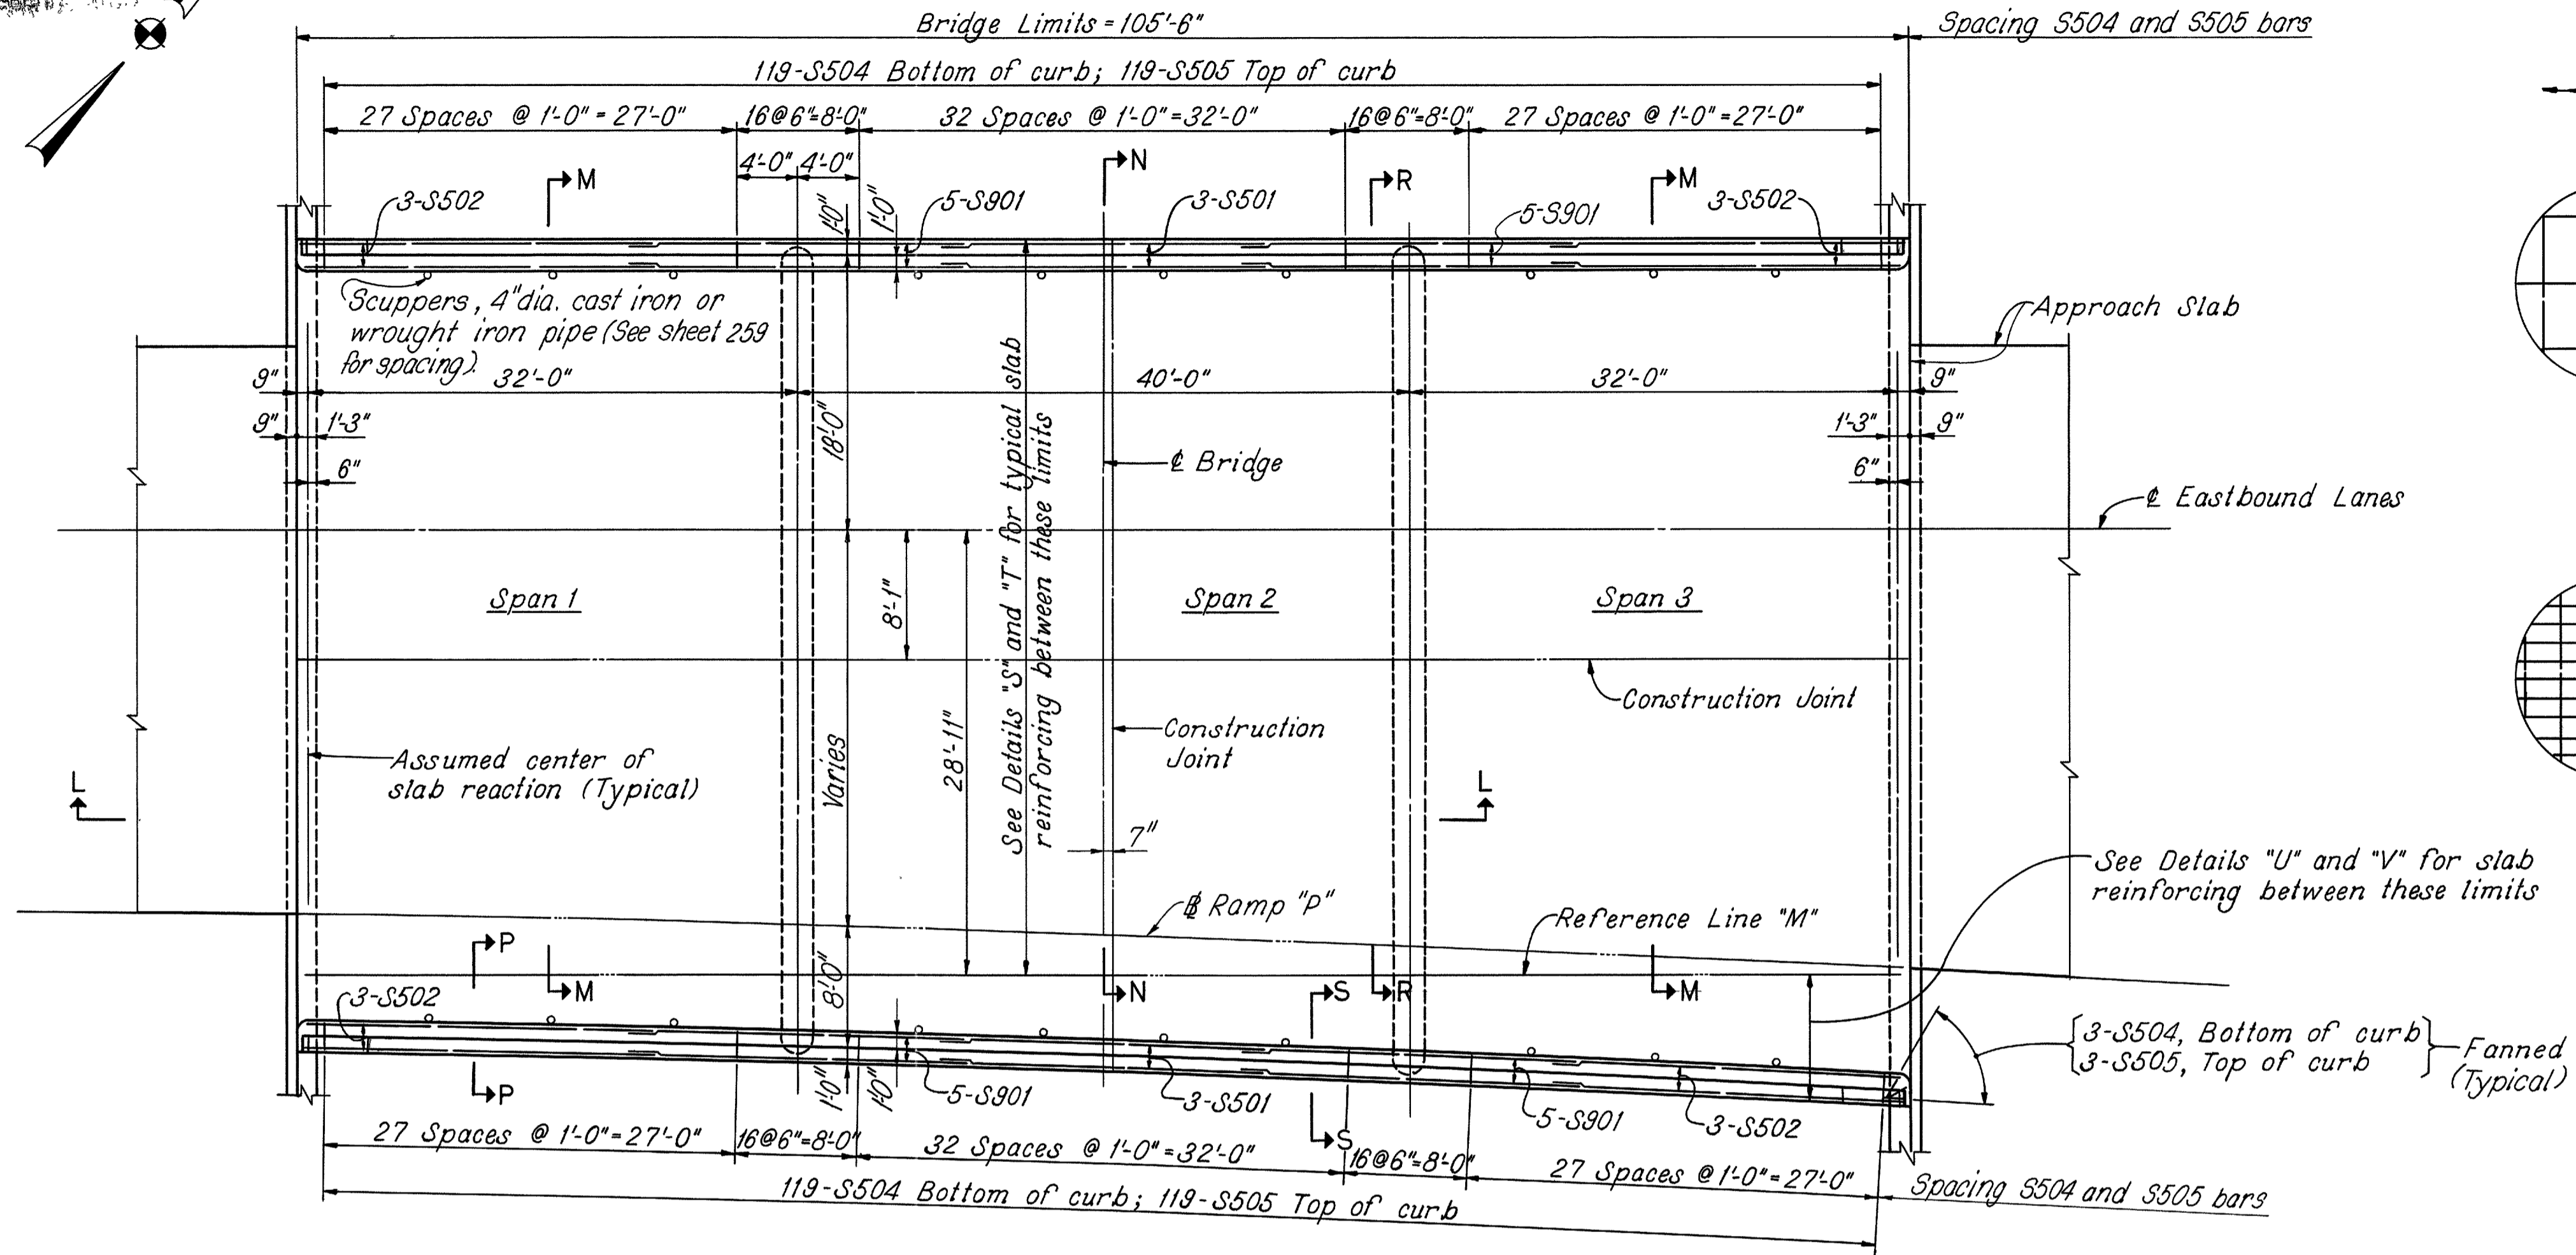 Bridge Limits = 105'-6"
Spacing S504 and S505 bars
119-S504 Bottom of curb; 119-S505 Top of curb
27 Spaces @ 1'-0" = 27'-0"
16@6"=8'-0"
32 Spaces @ 1'-0"=32'-0"
16@6"=8'-0"
27 Spaces @ 1'-0"=27'-0"
4'-0"
4'-0"
M
N
R
M
3-S502
1'-0"
1'-0"
5-S901
3-S501
5-S901
3-S502
Scuppers, 4" dia. cast iron or
wrought iron pipe (See sheet 259
for spacing).
Approach Slab
9"
32'-0"
40'-0"
32'-0"
9"
9"
1'-3"
1'-3"
9"
6"
6"
18'-0"
See Details "S" and "T" for typical slab
reinforcing between these limits
℄ Bridge
℄ Eastbound Lanes
Span 1
8'-1"
Span 2
Span 3
Construction Joint
28'-11"
Varies
Construction
Joint
Assumed center of
slab reaction (Typical)
L
L
7"
See Details "U" and "V" for slab
reinforcing between these limits
Ramp "P"
Reference Line "M"
P
M
8'-0"
N
S
R
M
3-S502
3-S504, Bottom of curb
3-S505, Top of curb
Fanned
(Typical)
P
1'-0"
1'-0"
5-S901
3-S501
S
5-S901
3-S502
27 Spaces @ 1'-0"=27'-0"
16@6"=8'-0"
32 Spaces @ 1'-0"=32'-0"
16@6"=8'-0"
27 Spaces @ 1'-0"=27'-0"
119-S504 Bottom of curb; 119-S505 Top of curb
Spacing S504 and S505 bars